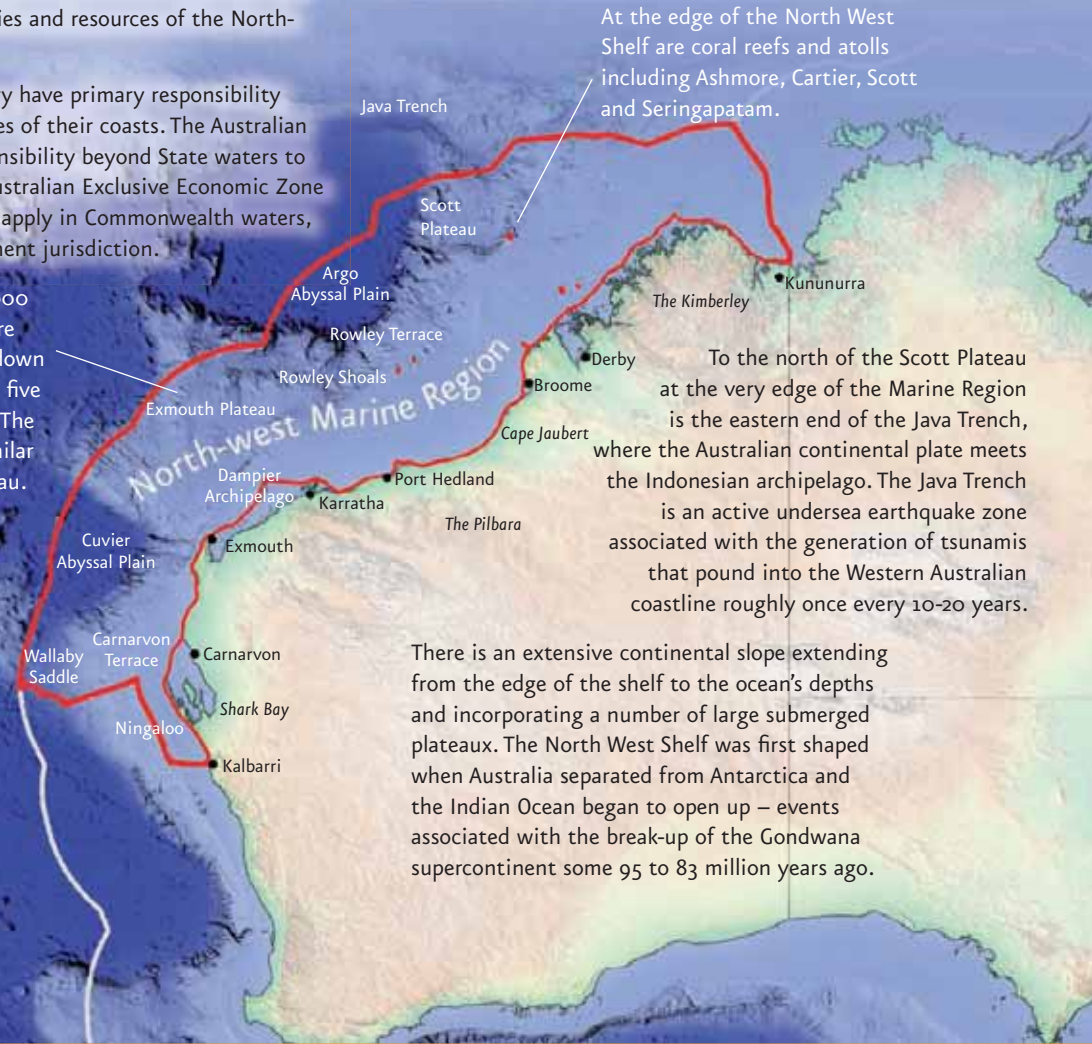 ies and resources of the North-
have primary responsibility
es of their coasts. The Australian
nsibility beyond State waters to
ustralian Exclusive Economic Zone
apply in Commonwealth waters,
nent jurisdiction.
At the edge of the North West
Shelf are coral reefs and atolls
including Ashmore, Cartier, Scott
and Seringapatam.
five
The
Java Trench
Scott
Plateau
Argo
Abyssal Plain
Rowley Terrace
Rowley Shoals
Exmouth Plateau
North-west Marine Region
The Kimberley
Kununurra
Derby
Broome
Cape Jaubert
Dampier
Archipelago
Port Hedland
Karratha
The Pilbara
Exmouth
Cuvier
Abyssal Plain
Carnarvon
Terrace
Wallaby
Saddle
Carnarvon
Shark Bay
Ningaloo
Kalbarri
To the north of the Scott Plateau
at the very edge of the Marine Region
is the eastern end of the Java Trench,
where the Australian continental plate meets
the Indonesian archipelago. The Java Trench
is an active undersea earthquake zone
associated with the generation of tsunamis
that pound into the Western Australian
coastline roughly once every 10-20 years.
There is an extensive continental slope extending
from the edge of the shelf to the ocean's depths
and incorporating a number of large submerged
plateaux. The North West Shelf was first shaped
when Australia separated from Antarctica and
the Indian Ocean began to open up – events
associated with the break-up of the Gondwana
supercontinent some 95 to 83 million years ago.